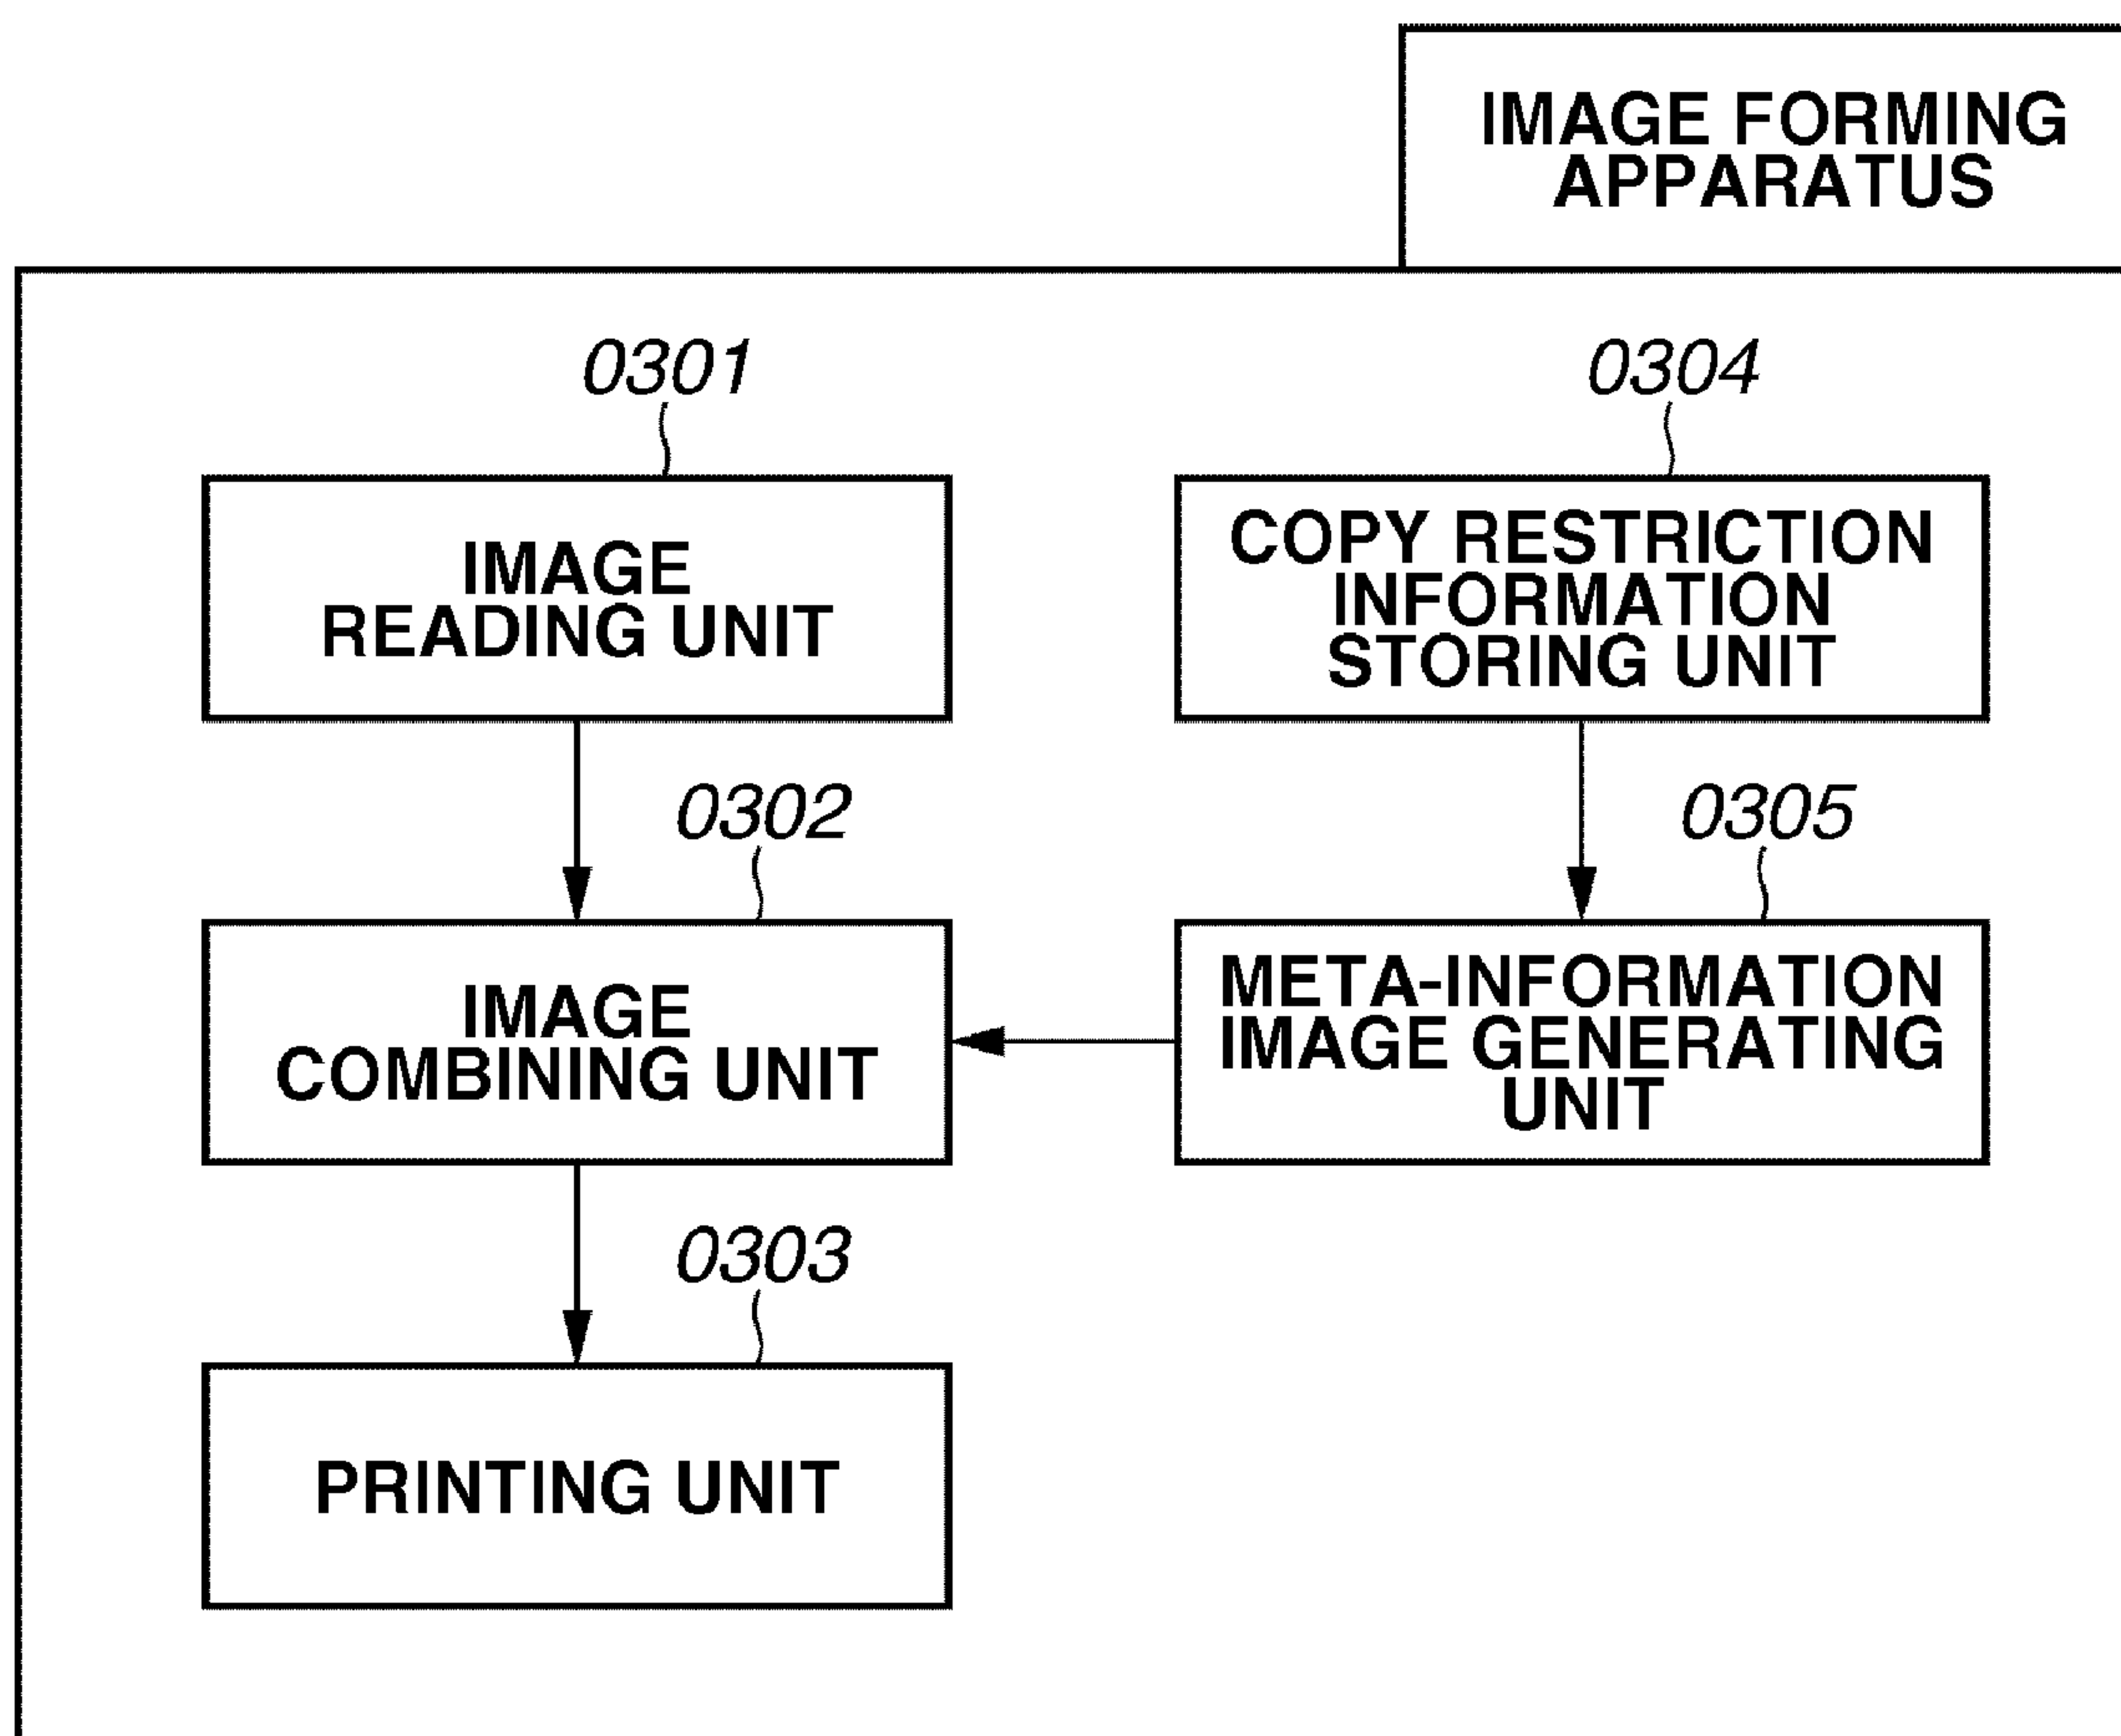 IMAGE FORMING
APPARATUS
0301
0304
IMAGE
READING UNIT
COPY RESTRICTION
INFORMATION
STORING UNIT
0302
0305
IMAGE
COMBINING UNIT
META-INFORMATION
IMAGE GENERATING
UNIT
0303
PRINTING UNIT